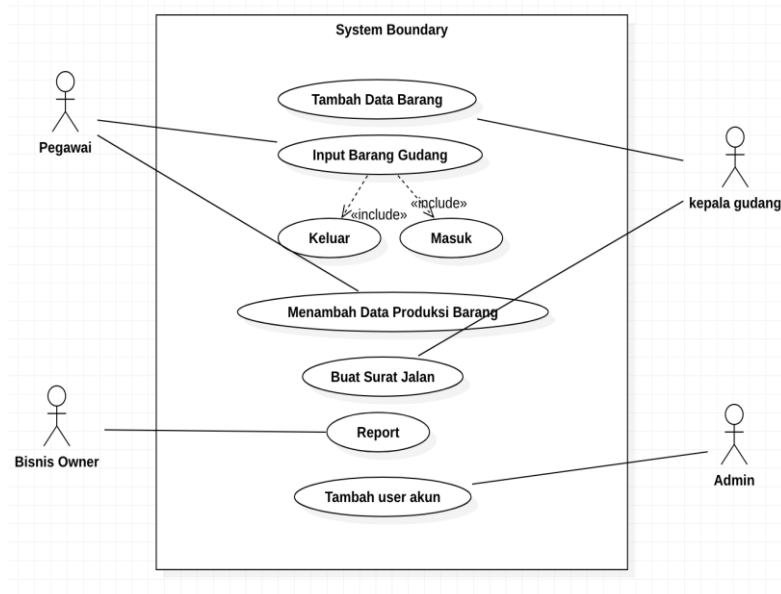 System Boundary
Tambah Data Barang
Pegawai
Input Barang Gudang
kepala gudang
«include»
«include»
Keluar
Masuk
Menambah Data Produksi Barang
Buat Surat Jalan
Report
Bisnis Owner
Admin
Tambah user akun